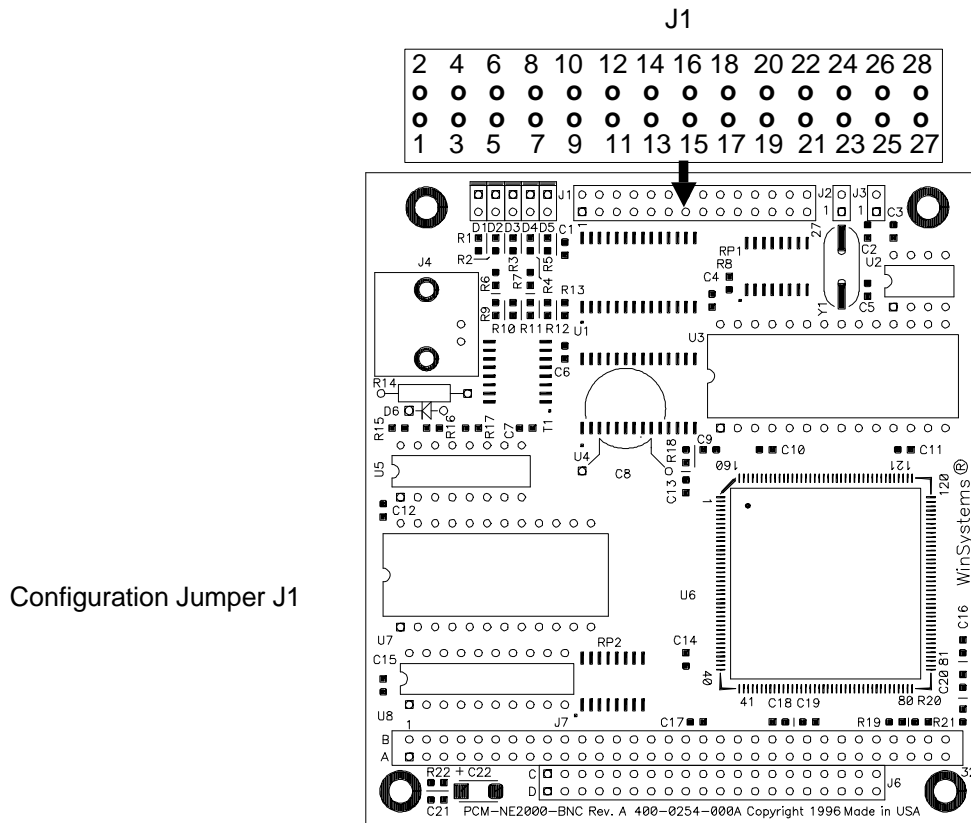 J1
2 4 6 8 10 12 14 16 18 20 22 24 26 28
o o o o o o o o o o o o o o
o o o o o o o o o o o o o o
1 3 5 7 9 11 13 15 17 19 21 23 25 27
J1 J2 J3
1 1 1
D1 D2 D3 D4 D5
R1 C1 27 C3
R2 R3 R5 RP1 C2
J4 R4 R8 U2
R6 R7 C4
R9 R13 Y1 C5
R10 R11 R12 U1 U3
C6
R14
D6
R15 R16 R17 C7 T1
U5 U4 C8 R18 C9 C10 C11
C13 160 121 120
1
C12
WinSystems®
Configuration Jumper J1
U6
C16
U7 RP2 C14
C15 40 81
C20
U8 1 41 80 R20
J7 C17 C18 C19 R19 R21
B
A 32
R22 + C22 C J6
D
C21 PCM-NE2000-BNC Rev. A 400-0254-000A Copyright 1996 Made in USA